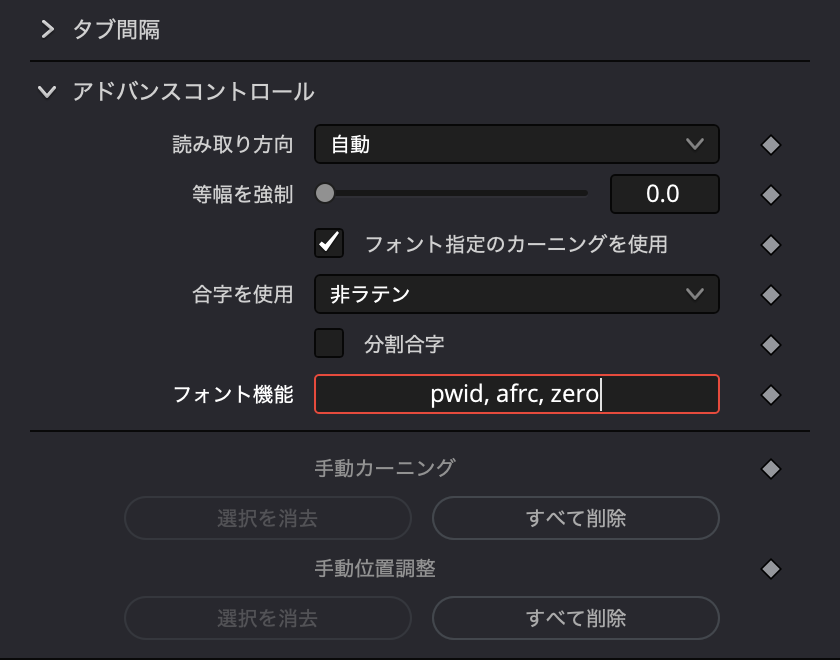 タブ間隔
アドバンスコントロール
読み取り方向 自動
等幅を強制 0.0
フォント指定のカーニングを使用
合字を使用 非ラテン
分割合字
フォント機能 pwid, afrc, zero
手動カーニング
選択を消去 すべて削除
手動位置調整
選択を消去 すべて削除